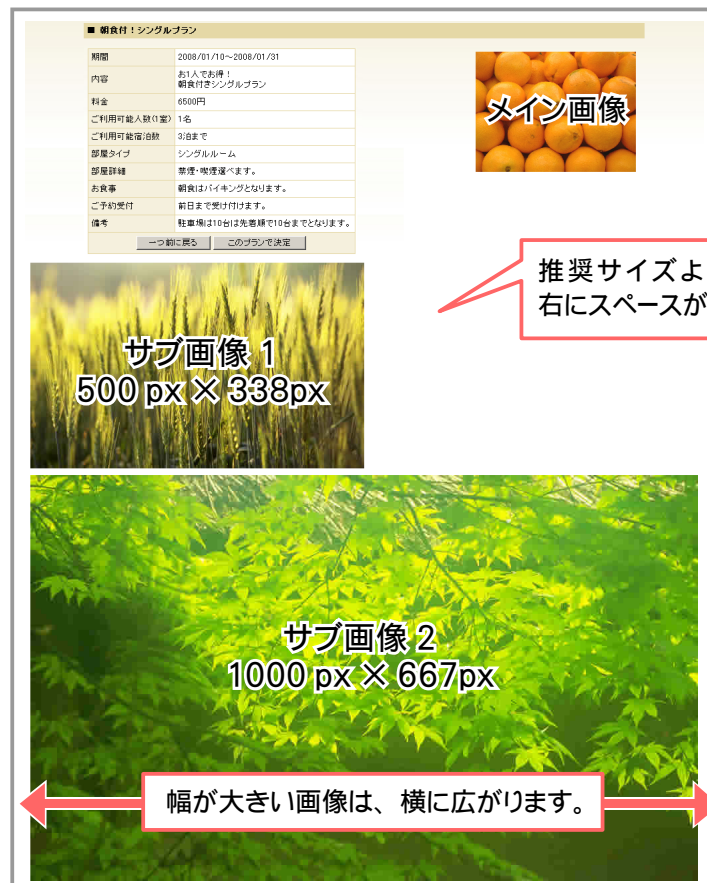 ■ 朝食付!シングルプラン
期間 2008/01/10~2008/01/31
内容 お1人でお得!
朝食付きシングルプラン
料金 6500円
ご利用可能人数(1室) 1名
ご利用可能宿泊数 3泊まで
部屋タイプ シングルルーム
部屋詳細 禁煙・喫煙選べます。
お食事 朝食はバイキングとなります。
ご予約受付 前日まで受け付けます。
備考 駐車場は10台は先着順で10台までとなります。
一つ前に戻る このプランで決定
メイン画像
推奨サイズよ
右にスペースが
サブ画像 1
500 px × 338px
サブ画像 2
1000 px × 667px
幅が大きい画像は、横に広がります。